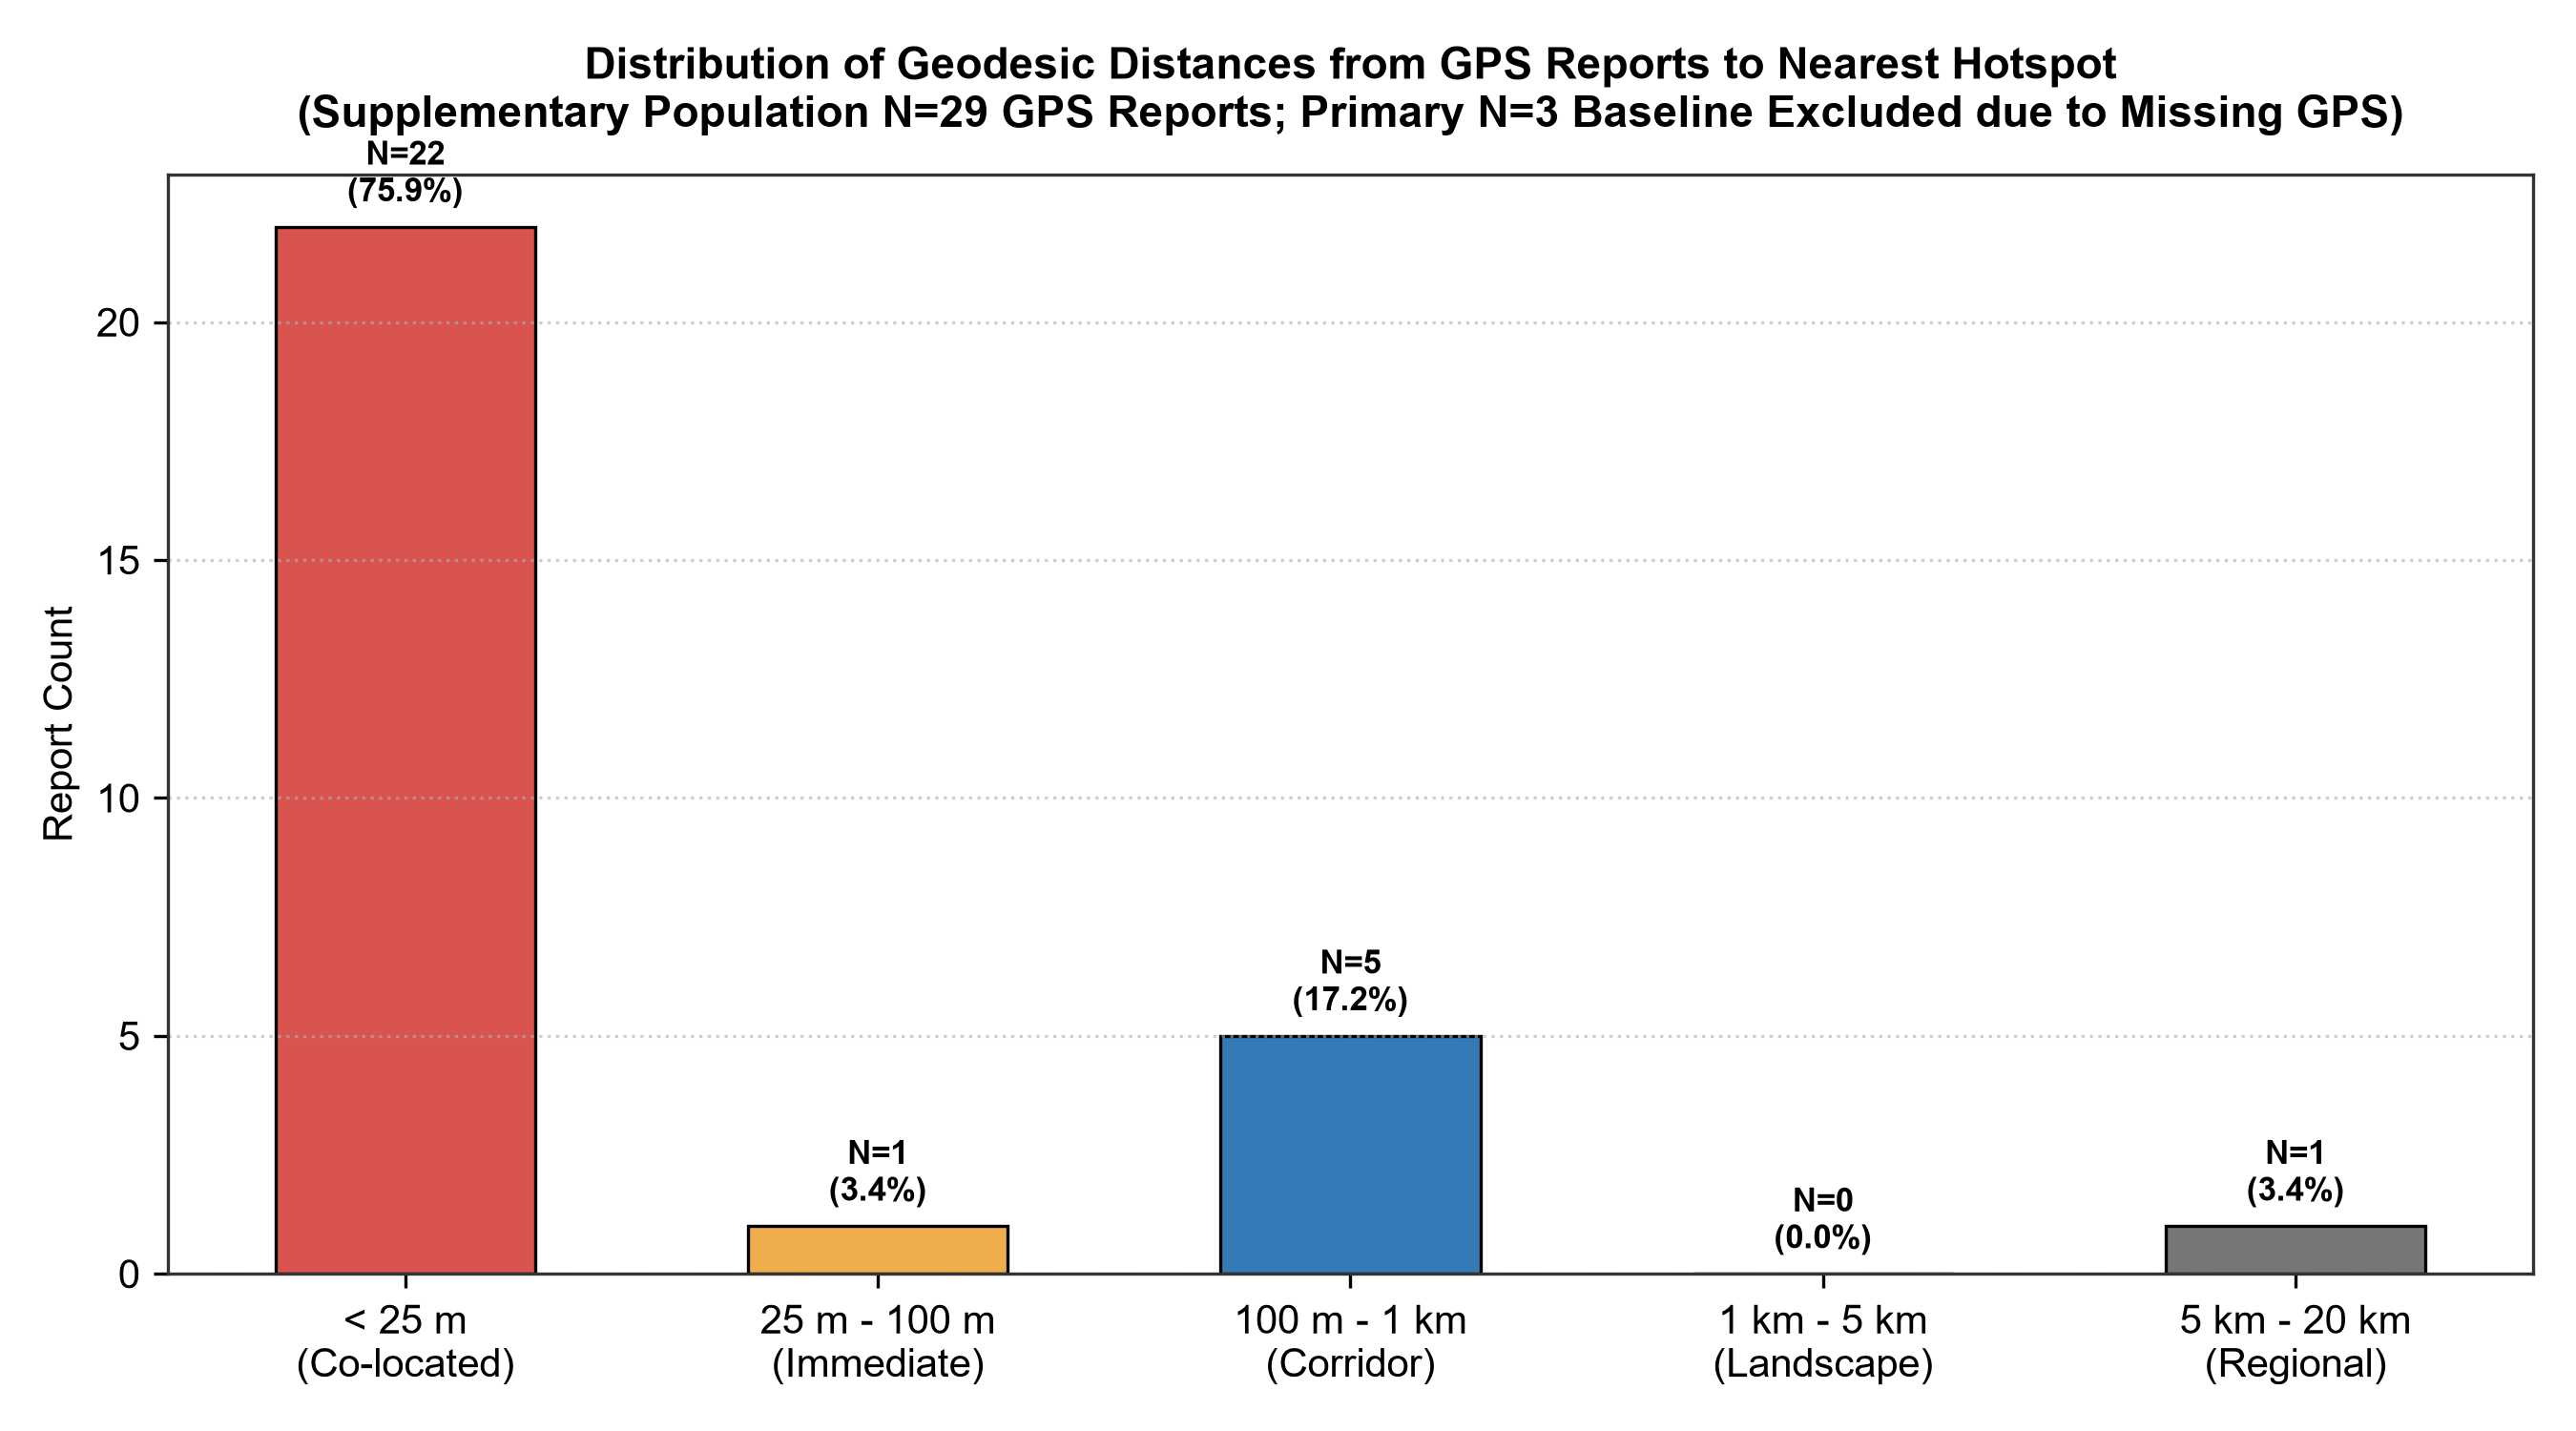 Distribution of Geodesic Distances from GPS Reports to Nearest Hotspot
(Supplementary Population N=29 GPS Reports; Primary N=3 Baseline Excluded due to Missing GPS)
N=22
(75.9%)
20
15
10
5
0
Report Count
N=1
(3.4%)
N=5
(17.2%)
N=0
(0.0%)
N=1
(3.4%)
< 25 m
(Co-located)
25 m - 100 m
(Immediate)
100 m - 1 km
(Corridor)
1 km - 5 km
(Landscape)
5 km - 20 km
(Regional)